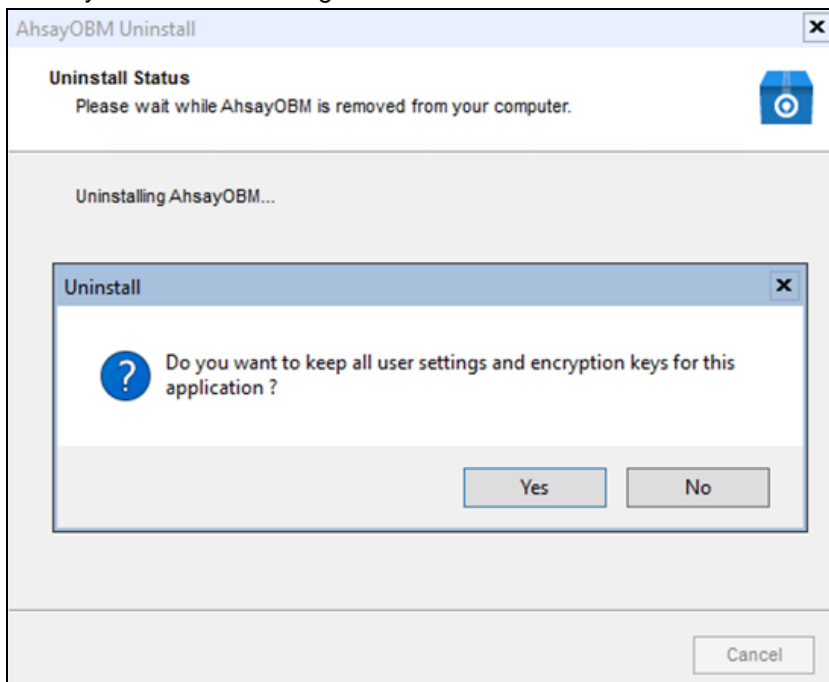 AhsayOBM Uninstall
Uninstall Status
Please wait while AhsayOBM is removed from your computer.
Uninstalling AhsayOBM...
Uninstall
Do you want to keep all user settings and encryption keys for this
application ?
Yes No
Cancel